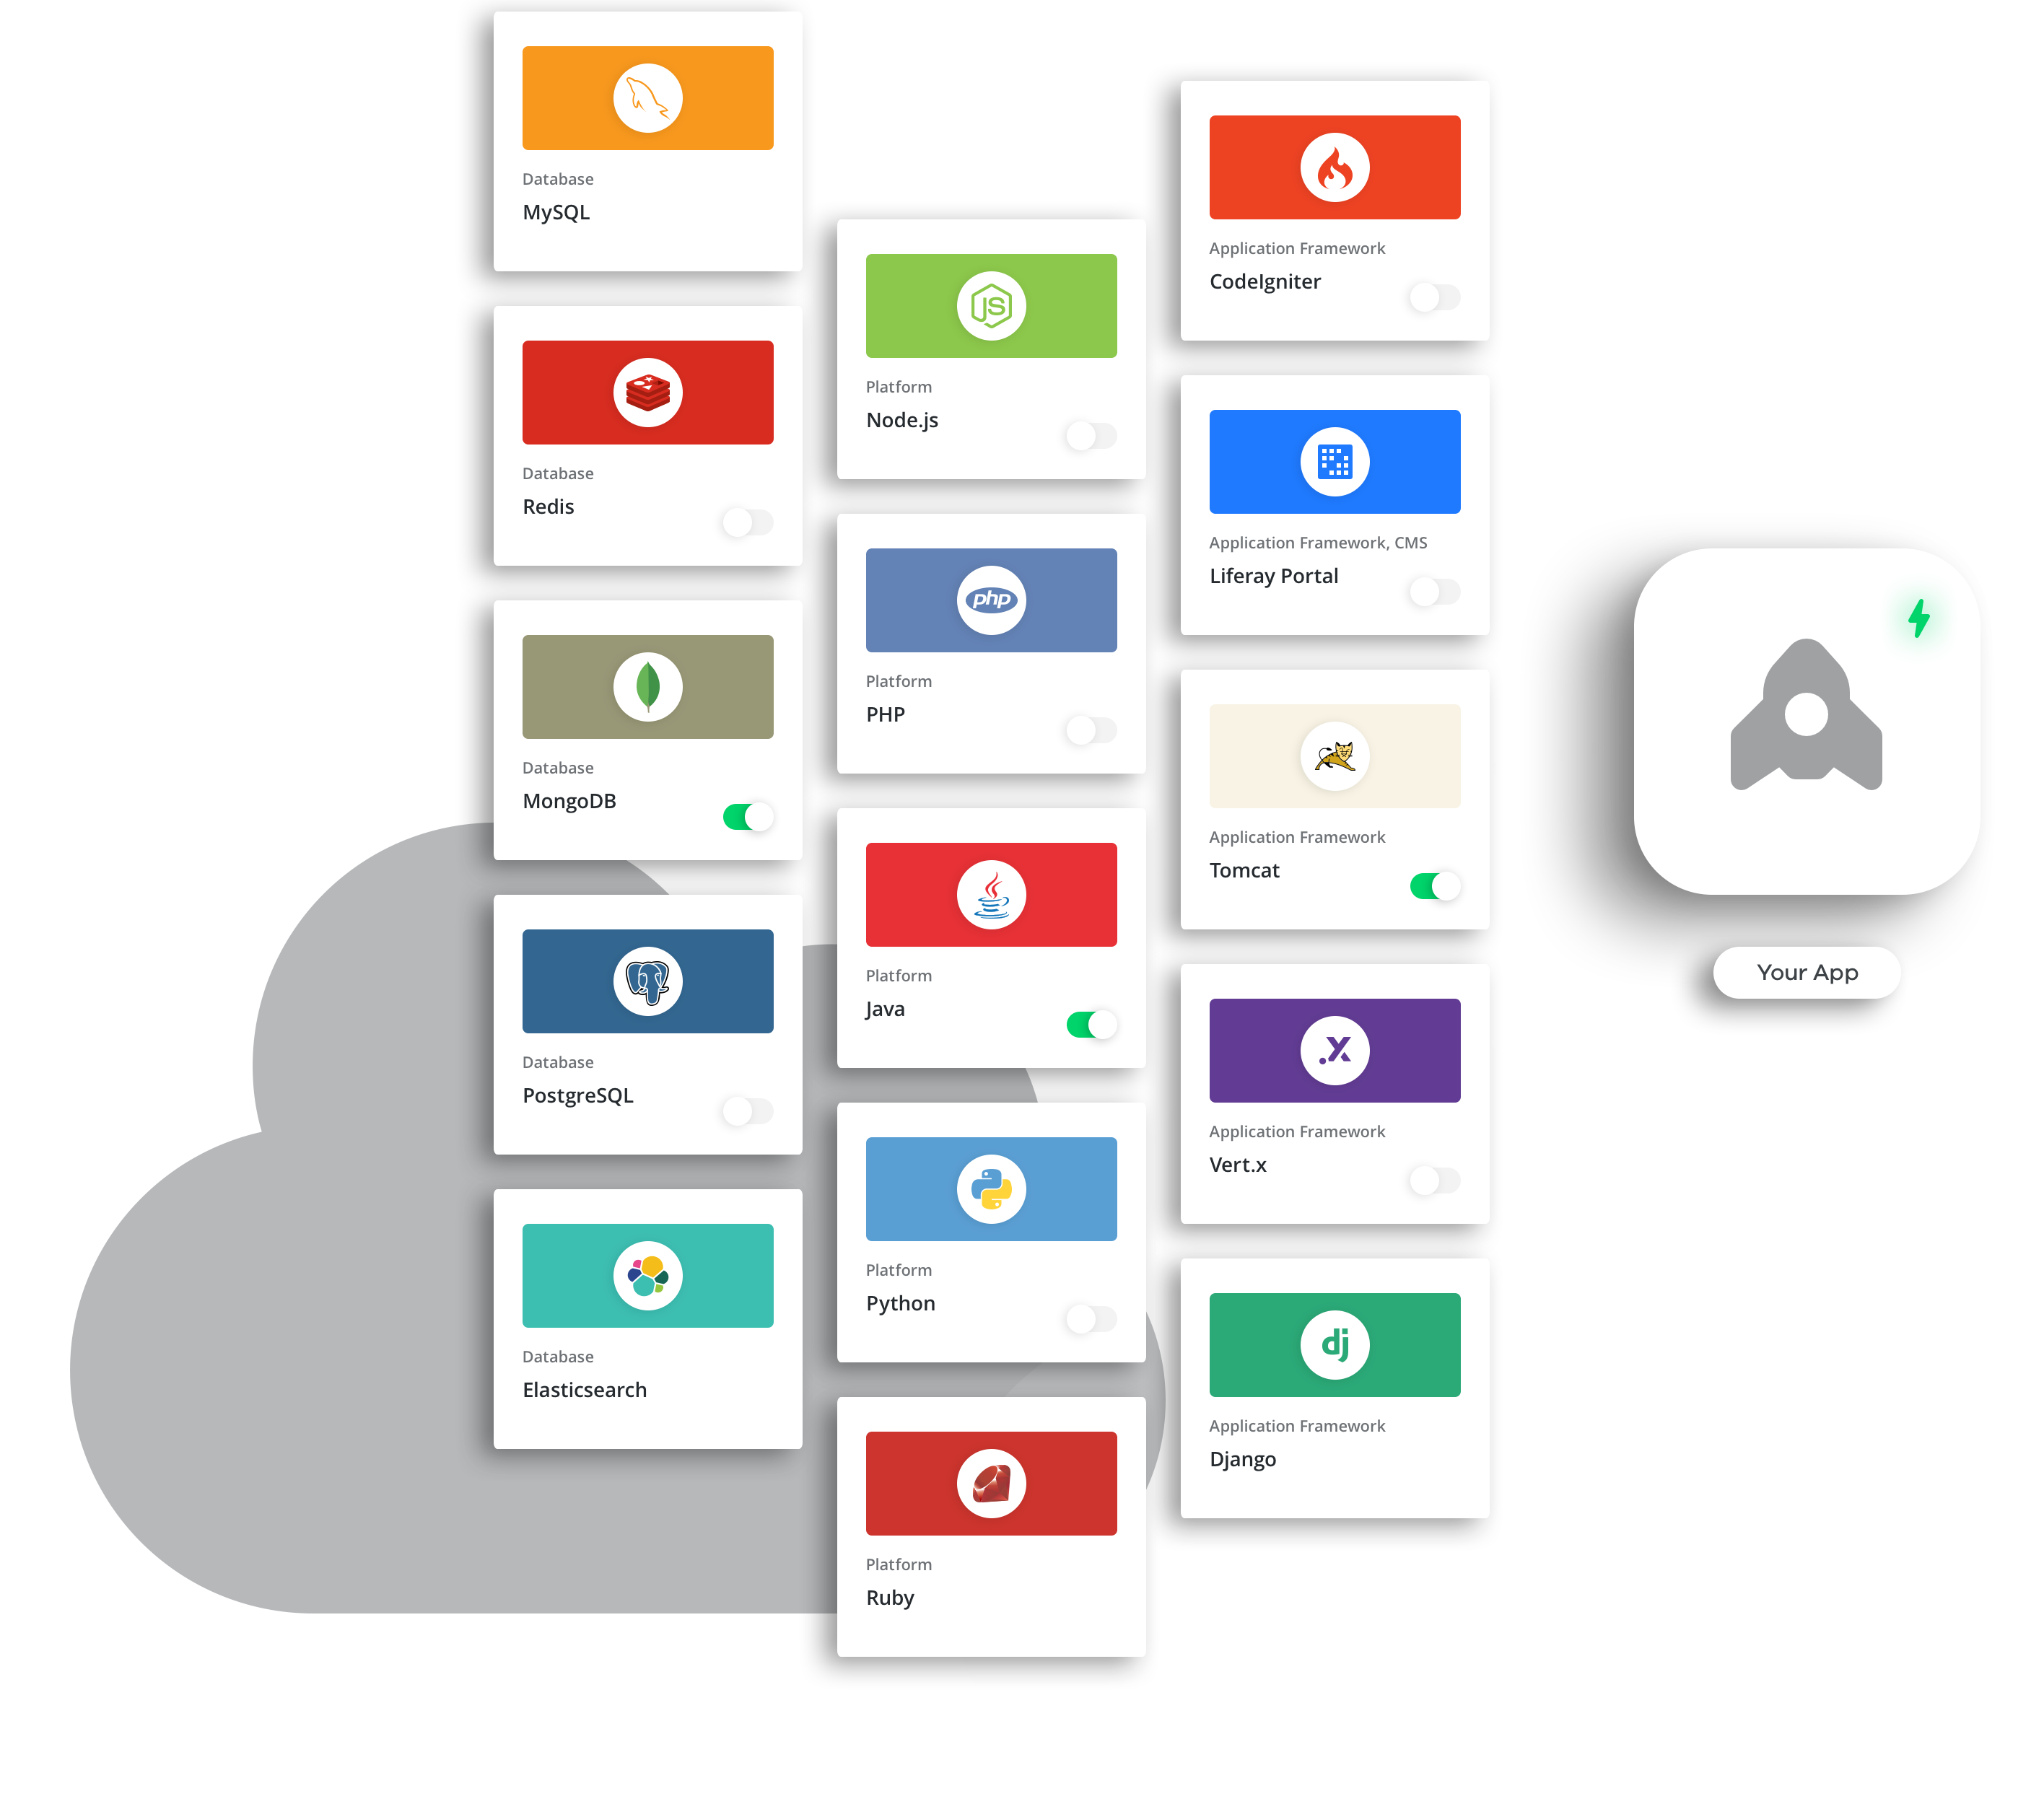 Database
MySQL
Database
Redis
Database
MongoDB
Database
PostgreSQL
Database
Elasticsearch
JS
Platform
Node.js
php
Platform
PHP
Platform
Java
Platform
Python
Platform
Ruby
Application Framework
CodeIgniter
Application Framework, CMS
Liferay Portal
Application Framework
Tomcat
.x
Application Framework
Vert.x
dj
Application Framework
Django
Your App